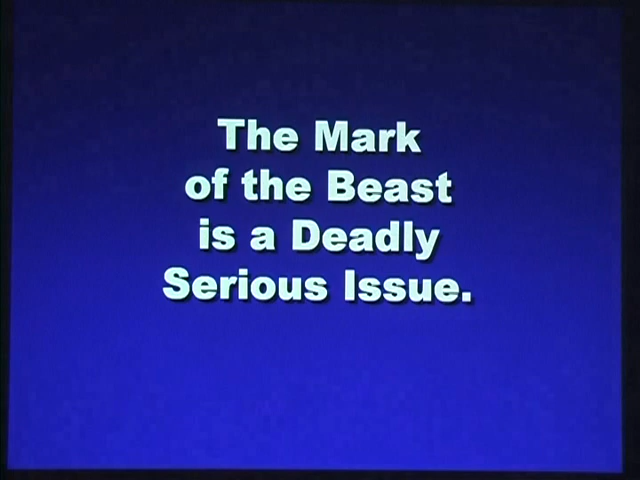 The Mark
of the Beast
is a Deadly
Serious Issue.